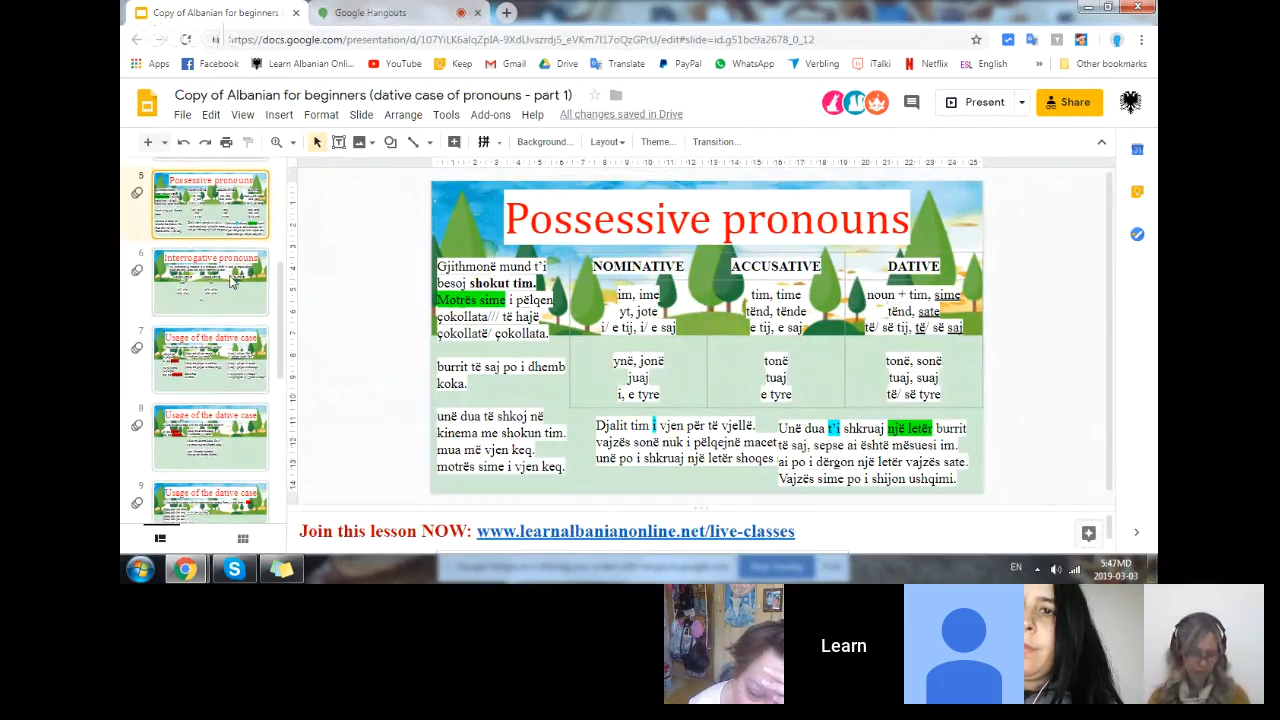 Copy of Albanian for beginners
Google Hangouts
https://docs.google.com/presentation/d/107YiLK6alqZpIA-9XdLlvszrdj5_eVKm7l17oQzGPrU/edit#slide=id.g51bc9a2678_0_12
Apps Facebook Learn Albanian Onli... YouTube Keep Gmail Drive Translate PayPal WhatsApp Verbling iTalki Netflix ESL English » Other bookmarks
Copy of Albanian for beginners (dative case of pronouns - part 1)
File Edit View Insert Format Slide Arrange Tools Add-ons Help All changes saved in Drive
Present
Share
Background... Layout Theme... Transition...
5
Possessive pronouns
6
Interrogative pronouns
7
Usage of the dative case
8
Usage of the dative case
9
Usage of the dative case
Possessive pronouns
Gjithmonë mund t'i
besoj shokut tim.
Motrës sime i pëlqen
çokollata/// të hajë
çokollatë/ çokollata.
burrit të saj po i dhemb
koka.
unë dua të shkoj në
kinema me shokun tim.
mua më vjen keq.
motrës sime i vjen keq.
NOMINATIVE ACCUSATIVE DATIVE
im, ime tim, time noun + tim, sime
yt, jote tënd, tënde tënd, sate
i/ e tij, i/ e saj e tij, e saj të/ së tij, të/ së saj
ynë, jonë tonë tonë, sonë
juaj tuaj tuaj, suaj
i, e tyre e tyre të/ së tyre
Djalit tim i vjen për të vjellë.
vajzës sonë nuk i pëlqejnë macet
unë po i shkruaj një letër shoqes
Unë dua t'i shkruaj një letër burrit
të saj, sepse ai është mësuesi im.
ai po i dërgon një letër vajzës sate.
Vajzës sime po i shijon ushqimi.
Join this lesson NOW: www.learnalbanianonline.net/live-classes
EN
5:47MD
2019-03-03
Learn